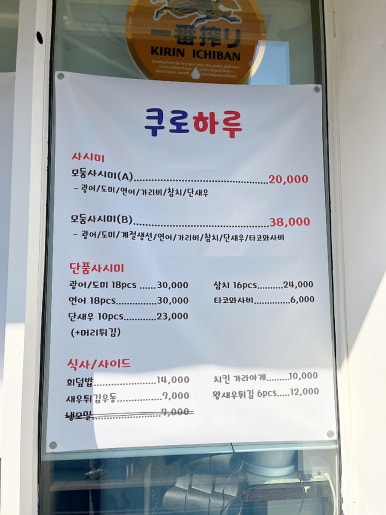 一番搾り
KIRIN ICHIBAN
쿠로하루
사시미
모둠사시미(A)..............................20,000
- 광어/도미/연어/가리비/참치/단새우
모둠사시미(B)..............................38,000
- 광어/도미/계절생선/연어/가리비/참치/단새우/타코와사비
단품사시미
광어/도미 18pcs ......30,000
연어 18pcs...............30,000
단새우 10pcs............23,000
(+머리튀김)
삼치 16pcs..........24,000
타코와사비.............6,000
식사/사이드
회덮밥...................14,000
새우튀김우동............9,000
냉모밀....................9,000
치킨 가라아게.........10,000
왕새우튀김 6pcs....12,000